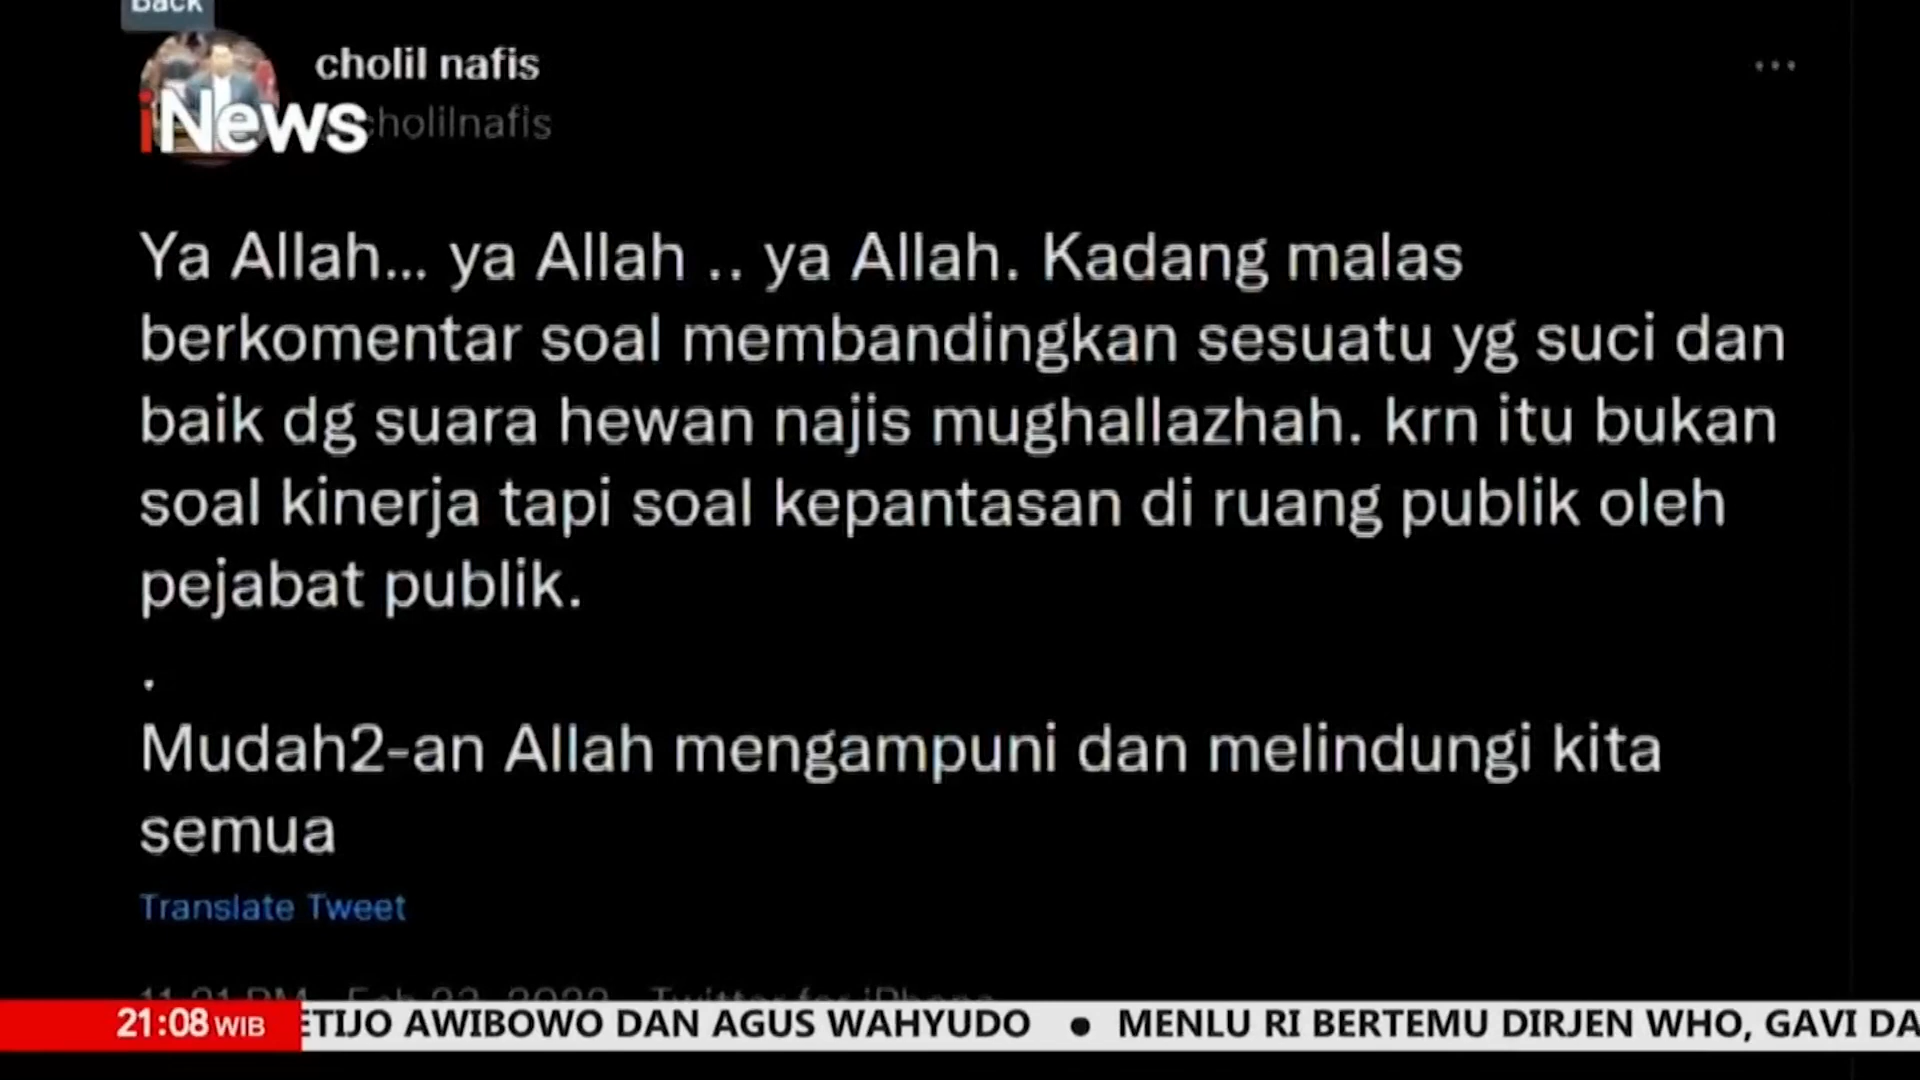 Back
cholil nafis
iNews
cholilnafis
Ya Allah... ya Allah .. ya Allah. Kadang malas
berkomentar soal membandingkan sesuatu yg suci dan
baik dg suara hewan najis mughallazhah. krn itu bukan
soal kinerja tapi soal kepantasan di ruang publik oleh
pejabat publik.
.
Mudah2-an Allah mengampuni dan melindungi kita
semua
Translate Tweet
21:08 WIB
ETIJO AWIBOWO DAN AGUS WAHYUDO ● MENLU RI BERTEMU DIRJEN WHO, GAVI DA